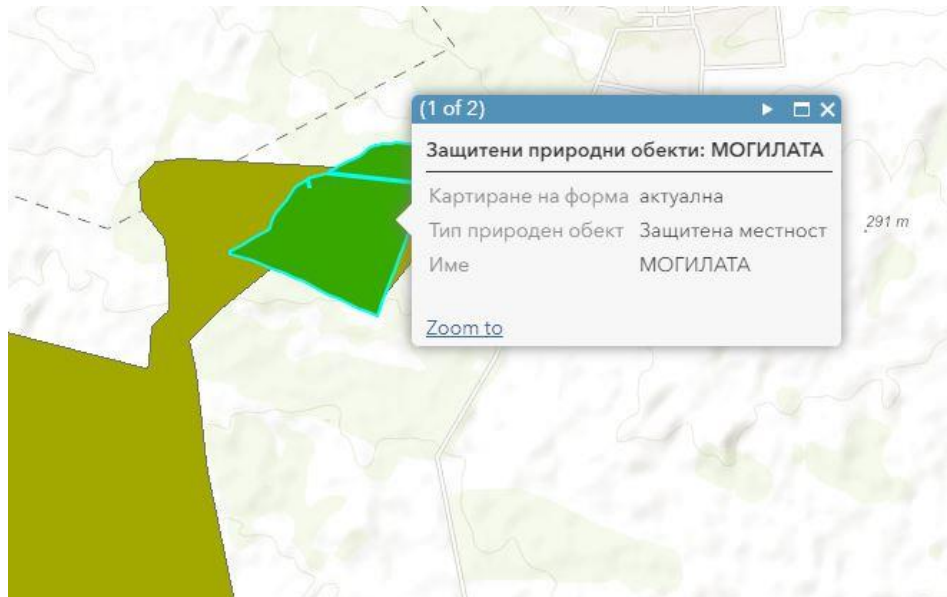 (1 of 2)
Защитени природни обекти: МОГИЛАТА
Картиране на форма актуална
Тип природен обект Защитена местност
Име МОГИЛАТА
Zoom to
291 m